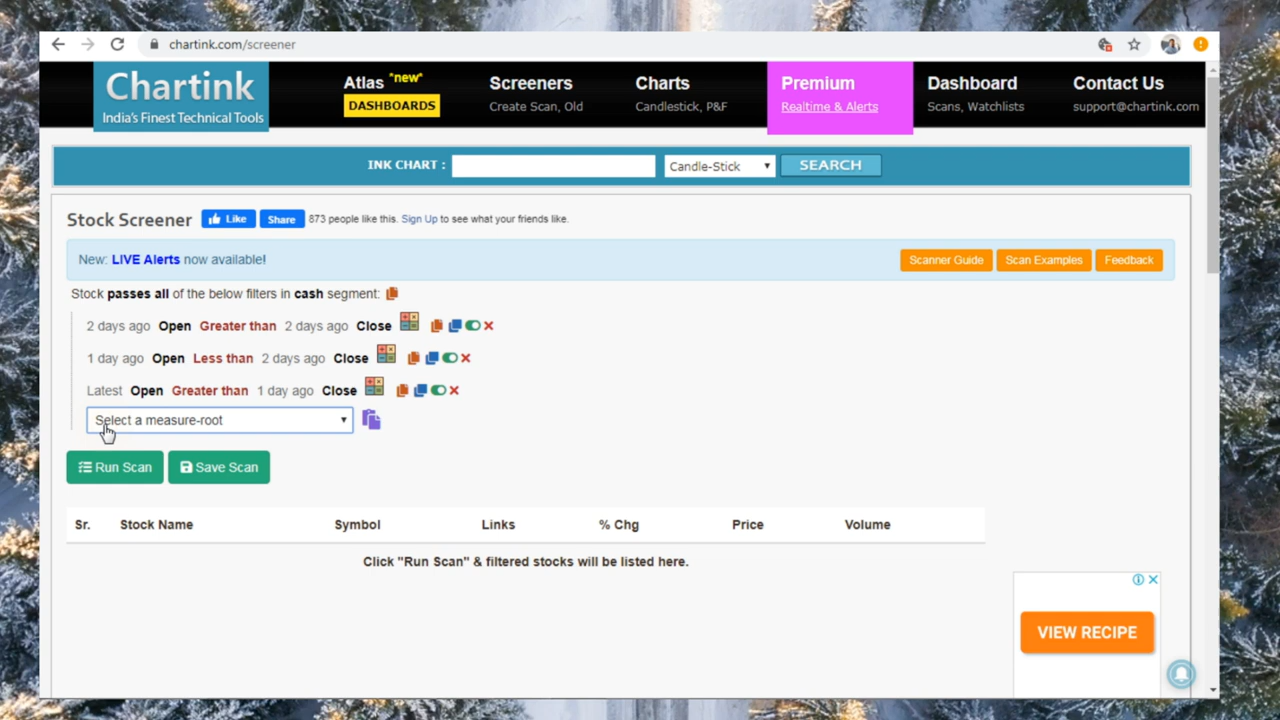 chartink.com/screener
Chartink
India's Finest Technical Tools
Atlas *new*
DASHBOARDS
Screeners
Create Scan, Old
Charts
Candlestick, P&F
Premium
Realtime & Alerts
Dashboard
Scans, Watchlists
Contact Us
support@chartink.com
INK CHART : Candle-Stick SEARCH
Stock Screener Like Share 873 people like this. Sign Up to see what your friends like.
New: LIVE Alerts now available! Scanner Guide Scan Examples Feedback
Stock passes all of the below filters in cash segment:
2 days ago Open Greater than 2 days ago Close
1 day ago Open Less than 2 days ago Close
Latest Open Greater than 1 day ago Close
Select a measure-root
Run Scan Save Scan
Sr. Stock Name Symbol Links % Chg Price Volume
Click "Run Scan" & filtered stocks will be listed here.
VIEW RECIPE